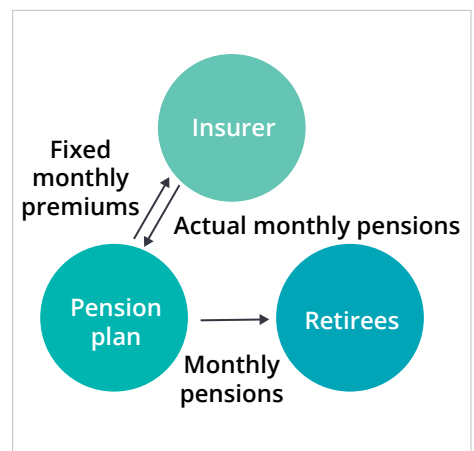 Insurer
Fixed
monthly
premiums
Actual monthly pensions
Pension
plan
Retirees
Monthly
pensions